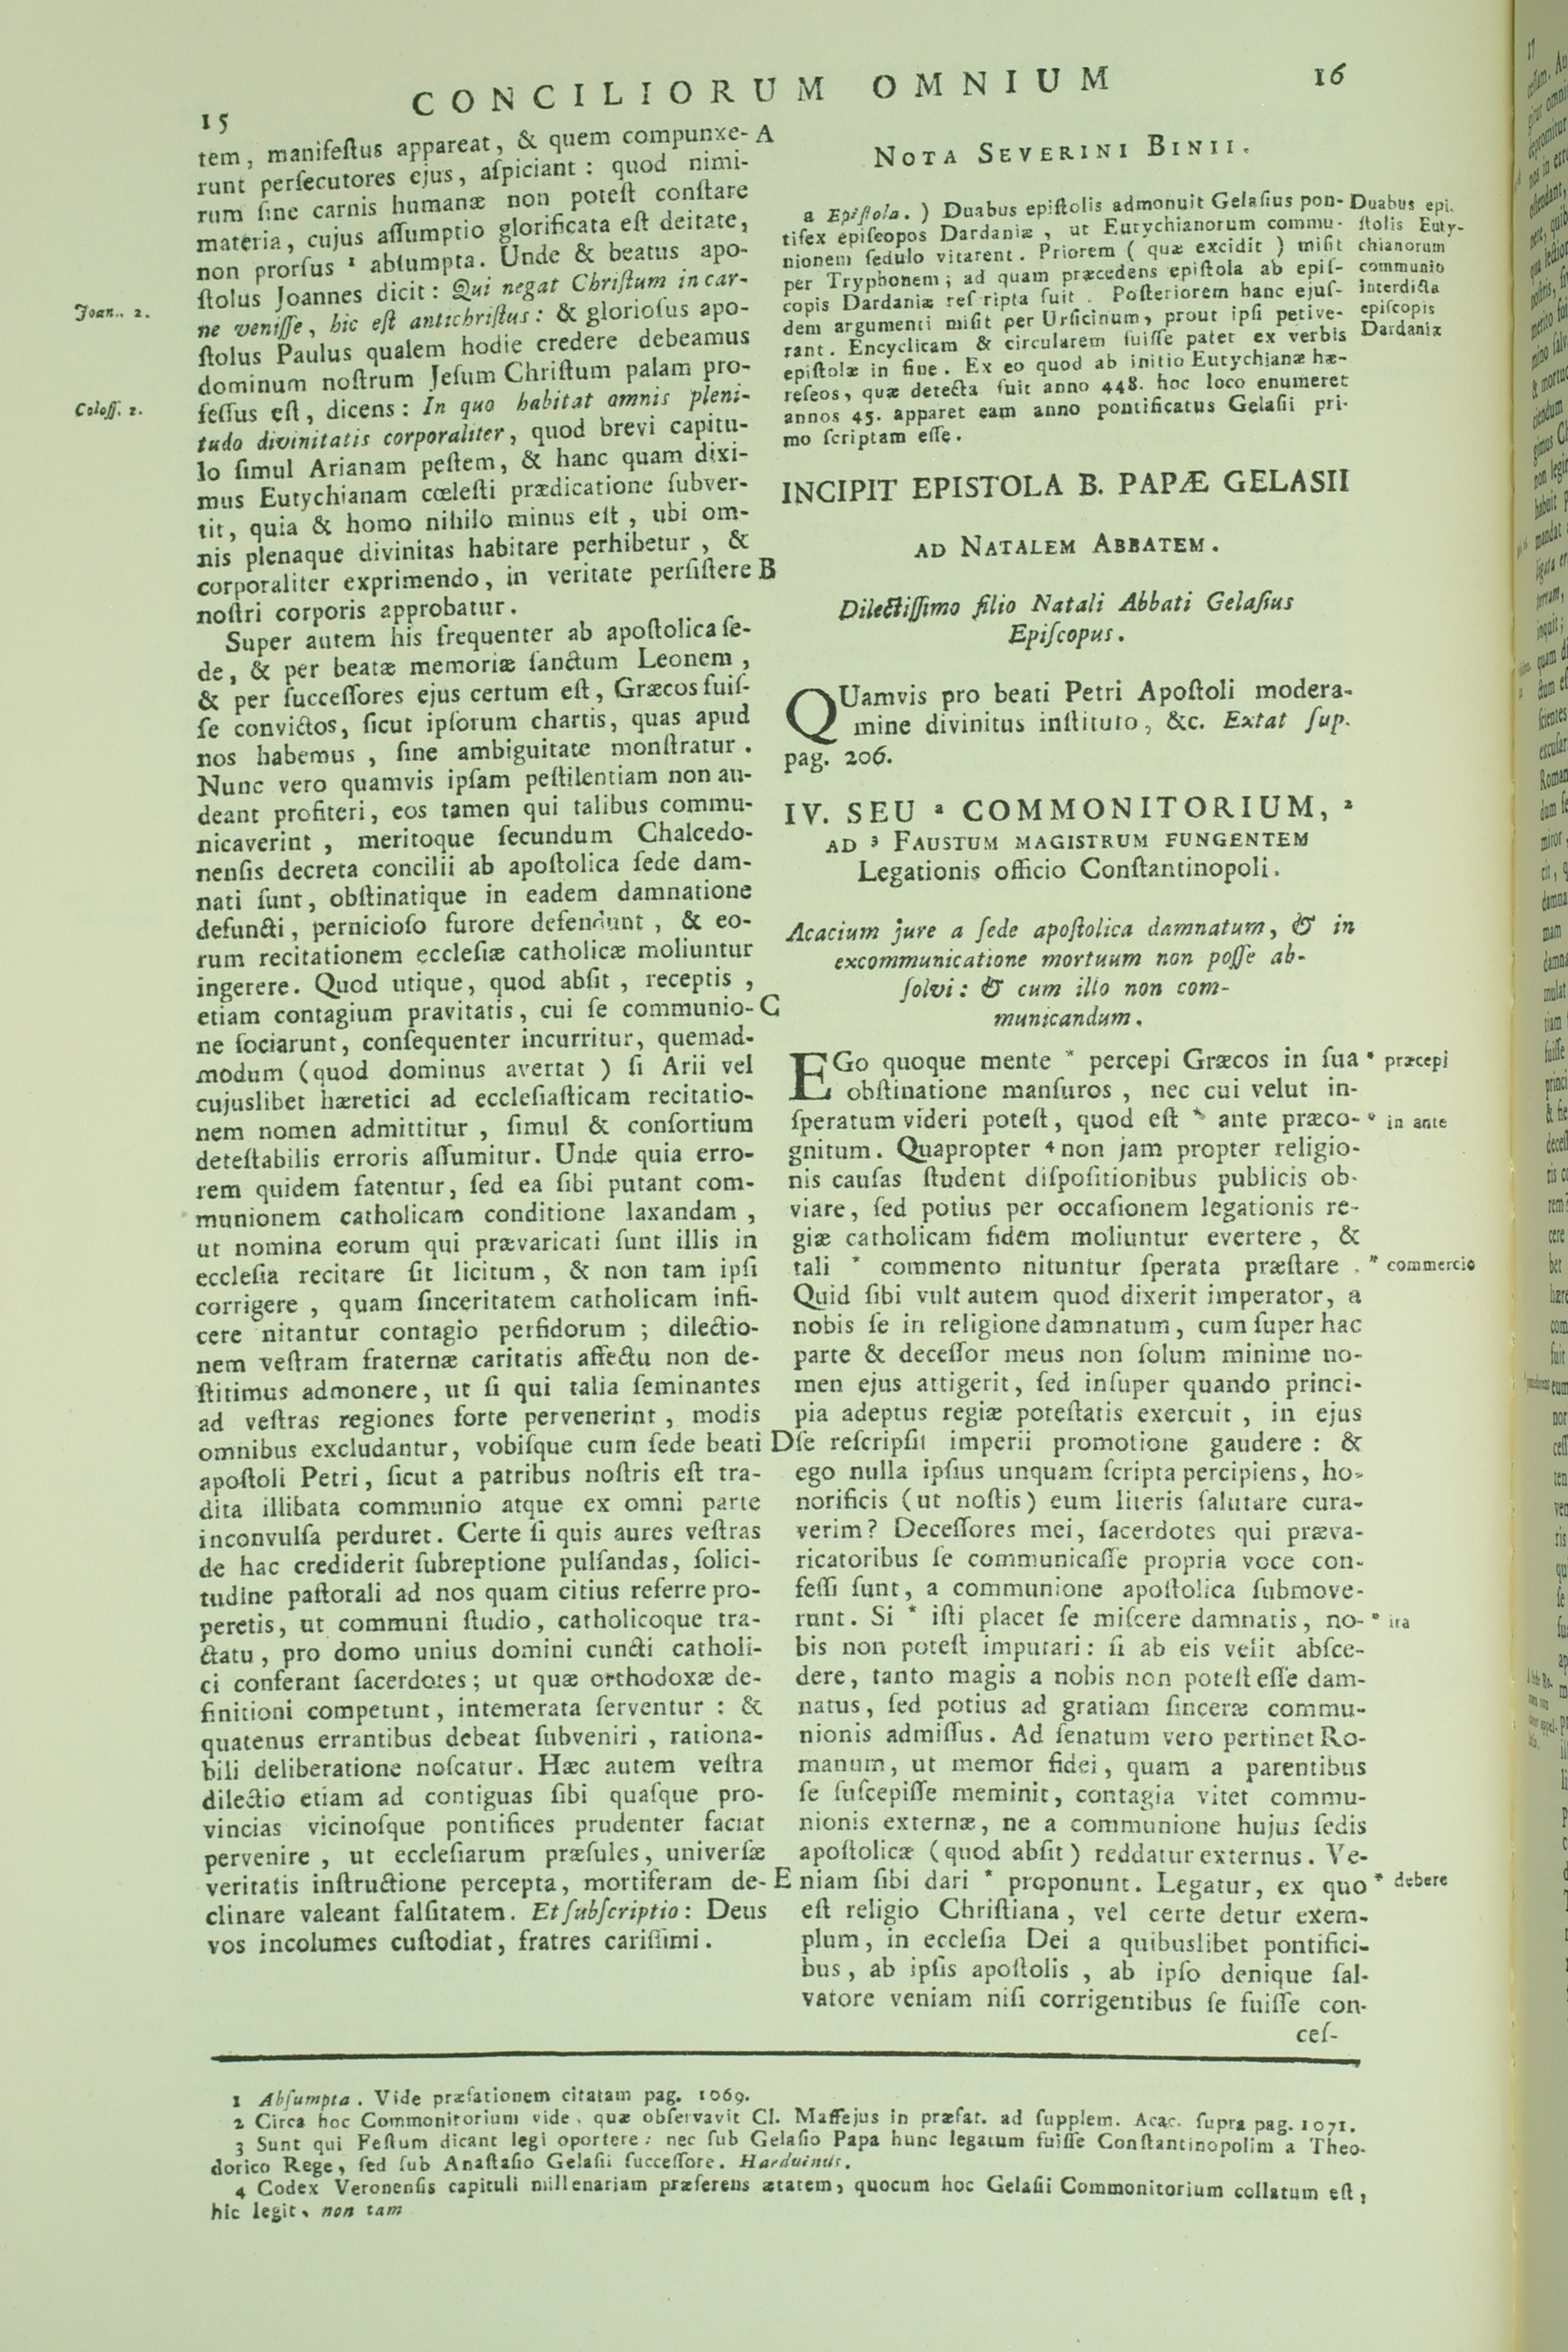 CONCILIORUM OMNIUM
15
16
tem, manifeſtus appareat, & quem compunxe- A
runt perſecutores ejus, aſpiciant : quod nimi-
rum ſine carnis humanæ non poteſt conſtare
materia, cujus aſſumptio glorificata eſt deitate,
non prorſus ¹ abſumpta. Unde & beatus apo-
ſtolus Joannes dicit : Qui negat Chriſtum in car-
Joan.. 2.
ne veniſſe, hic eſt antichriſtus : & glorioſus apo-
ſtolus Paulus qualem hodie credere debeamus
dominum noſtrum Jeſum Chriſtum palam pro-
feſſus eſt, dicens : In quo habitat omnis pleni-
Coloſſ. 2.
tudo divinitatis corporaliter, quod brevi capitu-
lo ſimul Arianam peſtem, & hanc quam dixi-
mus Eutychianam cœleſti prædicatione ſubver-
tit, quia & homo nihilo minus eſt , ubi om-
nis plenaque divinitas habitare perhibetur , &
corporaliter exprimendo, in veritate perſiſtere B
noſtri corporis approbatur.
Super autem his frequenter ab apoſtolica ſe-
de, & per beatæ memoriæ ſanctum Leonem ,
& per ſucceſſores ejus certum eſt, Græcos fuiſ-
ſe convictos, ſicut ipſorum chartis, quas apud
nos habemus , ſine ambiguitate monſtratur .
Nunc vero quamvis ipſam peſtilentiam non au-
deant profiteri, eos tamen qui talibus commu-
nicaverint , meritoque ſecundum Chalcedo-
nenſis decreta concilii ab apoſtolica ſede dam-
nati ſunt, obſtinatique in eadem damnatione
defuncti, pernicioſo furore defendunt , & eo-
rum recitationem eccleſiæ catholicæ moliuntur
ingerere. Quod utique, quod abſit , receptis ,
etiam contagium pravitatis, cui ſe communio- C
ne ſociarunt, conſequenter incurritur, quemad-
modum (quod dominus avertat ) ſi Arii vel
cujuslibet hæretici ad eccleſiaſticam recitatio-
nem nomen admittitur , ſimul & conſortium
deteſtabilis erroris aſſumitur. Unde quia erro-
rem quidem fatentur, ſed ea ſibi putant com-
munionem catholicam conditione laxandam ,
ut nomina eorum qui prævaricati ſunt illis in
eccleſia recitare ſit licitum , & non tam ipſi
corrigere , quam ſinceritatem catholicam infi-
cere nitantur contagio perfidorum ; dilectio-
nem veſtram fraternæ caritatis affectu non de-
ſtitimus admonere, ut ſi qui talia ſeminantes
ad veſtras regiones forte pervenerint , modis
omnibus excludantur, vobiſque cum ſede beati D
apoſtoli Petri, ſicut a patribus noſtris eſt tra-
dita illibata communio atque ex omni parte
inconvulſa perduret. Certe ſi quis aures veſtras
de hac crediderit ſubreptione pulſandas, ſolici-
tudine paſtorali ad nos quam citius referre pro-
peretis, ut communi ſtudio, catholicoque tra-
ctatu, pro domo unius domini cuncti catholi-
ci conferant ſacerdotes; ut quæ orthodoxæ de-
finitioni competunt, intemerata ſerventur : &
quatenus errantibus debeat ſubveniri , rationa-
bili deliberatione noſcatur. Hæc autem veſtra
dilectio etiam ad contiguas ſibi quaſque pro-
vincias vicinoſque pontifices prudenter faciat
pervenire , ut eccleſiarum præſules, univerſæ
veritatis inſtructione percepta, mortiferam de- E
clinare valeant falſitatem. Et ſubſcriptio: Deus
vos incolumes cuſtodiat, fratres cariſſimi.
NOTA SEVERINI BINII.
a Epiſtola. ) Duabus epiſtolis admonuit Gelaſius pon-
tifex epiſcopos Dardaniæ , ut Eutychianorum commu-
nionem ſedulo vitarent. Priorem ( quæ excidit ) miſit
per Tryphonem ; ad quam præcedens epiſtola ab epiſ-
copis Dardaniæ reſ ripta fuit . Poſteriorem hanc ejuſ-
dem argumenti miſit per Urſicinum, prout ipſi petive-
rant. Encyclicam & circularem fuiſſe patet ex verbis
epiſtolæ in fine. Ex eo quod ab initio Eutychianæ hæ-
reſeos, quæ detecta fuit anno 448. hoc loco enumeret
annos 45. apparet eam anno pontificatus Gelaſii pri-
mo ſcriptam eſſe.
Duabus epi.
ſtolis Euty-
chianorum
communio
interdicta
epiſcopis
Dardaniæ
INCIPIT EPISTOLA B. PAPÆ GELASII
AD NATALEM ABBATEM.
Dilectiſſimo filio Natali Abbati Gelaſius
Epiſcopus.
QUamvis pro beati Petri Apoſtoli modera-
mine divinitus inſtituto, &c. Extat ſup.
pag. 206.
IV. SEU ² COMMONITORIUM, ²
AD ³ FAUSTUM MAGISTRUM FUNGENTEM
Legationis officio Conſtantinopoli.
Acacium jure a ſede apoſtolica damnatum, & in
excommunicatione mortuum non poſſe ab-
ſolvi : & cum illo non com-
municandum.
EGo quoque mente * percepi Græcos in ſua
* præcepi
obſtinatione manſuros , nec cui velut in-
ſperatum videri poteſt, quod eſt * ante præco-
* in ante
gnitum. Quapropter ⁴ non jam propter religio-
nis cauſas ſtudent diſpoſitionibus publicis ob-
viare, ſed potius per occaſionem legationis re-
giæ catholicam fidem moliuntur evertere , &
tali * commento nituntur ſperata præſtare .
* commercio
Quid ſibi vult autem quod dixerit imperator, a
nobis ſe in religione damnatum, cum ſuper hac
parte & deceſſor meus non ſolum minime no-
men ejus attigerit, ſed inſuper quando princi-
pia adeptus regiæ poteſtatis exercuit , in ejus
ſe reſcripſit imperii promotione gaudere : &
ego nulla ipſius unquam ſcripta percipiens, ho-
norificis (ut noſtis) eum literis ſalutare cura-
verim? Deceſſores mei, ſacerdotes qui præva-
ricatoribus ſe communicaſſe propria voce con-
feſſi ſunt, a communione apoſtolica ſubmove-
runt. Si * iſti placet ſe miſcere damnatis, no-
* ita
bis non poteſt imputari: ſi ab eis velit abſce-
dere, tanto magis a nobis non poteſt eſſe dam-
natus, ſed potius ad gratiam ſinceræ commu-
nionis admiſſus. Ad ſenatum vero pertinet Ro-
manum, ut memor fidei, quam a parentibus
ſe ſuſcepiſſe meminit, contagia vitet commu-
nionis externæ, ne a communione hujus ſedis
apoſtolicæ (quod abſit) reddatur externus. Ve-
niam ſibi dari * proponunt. Legatur, ex quo
* debere
eſt religio Chriſtiana, vel certe detur exem-
plum, in eccleſia Dei a quibuslibet pontifici-
bus, ab ipſis apoſtolis , ab ipſo denique ſal-
vatore veniam niſi corrigentibus ſe fuiſſe con-
ceſ-
1 Abſumpta. Vide præfationem citatam pag. 1069.
2 Circa hoc Commonitorium vide, quæ obſervavit Cl. Maffejus in præfat. ad ſupplem. Acac. ſupra pag. 1071.
3 Sunt qui Feſtum dicant legi oportere: nec ſub Gelaſio Papa hunc legatum fuiſſe Conſtantinopolim a Theo-
dorico Rege, ſed ſub Anaſtaſio Gelaſii ſucceſſore. Harduinus.
4 Codex Veronenſis capituli millenariam præferens ætatem, quocum hoc Gelaſii Commonitorium collatum eſt,
hic legit, non tam